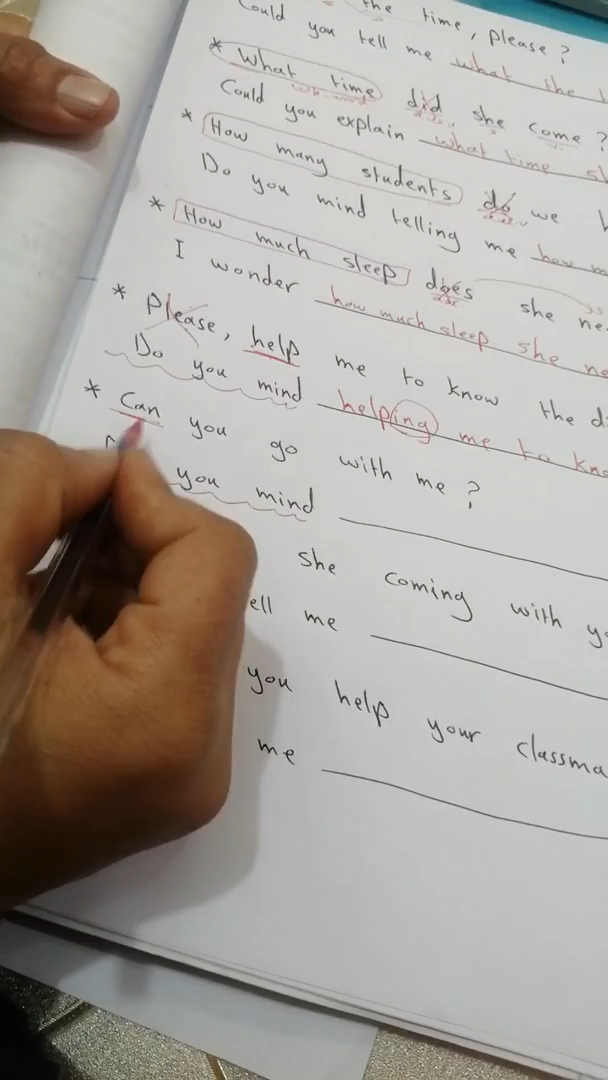 the time, please?
Could you tell me what the
* What time did she come?
wh-word
Could you explain what time
* How many students do we
Do you mind telling me how
* How much sleep does she
I wonder how much sleep she
* Please, help me to know the
Do you mind helping me to
* Can you go with me?
you mind
she coming with
me
you help your
me